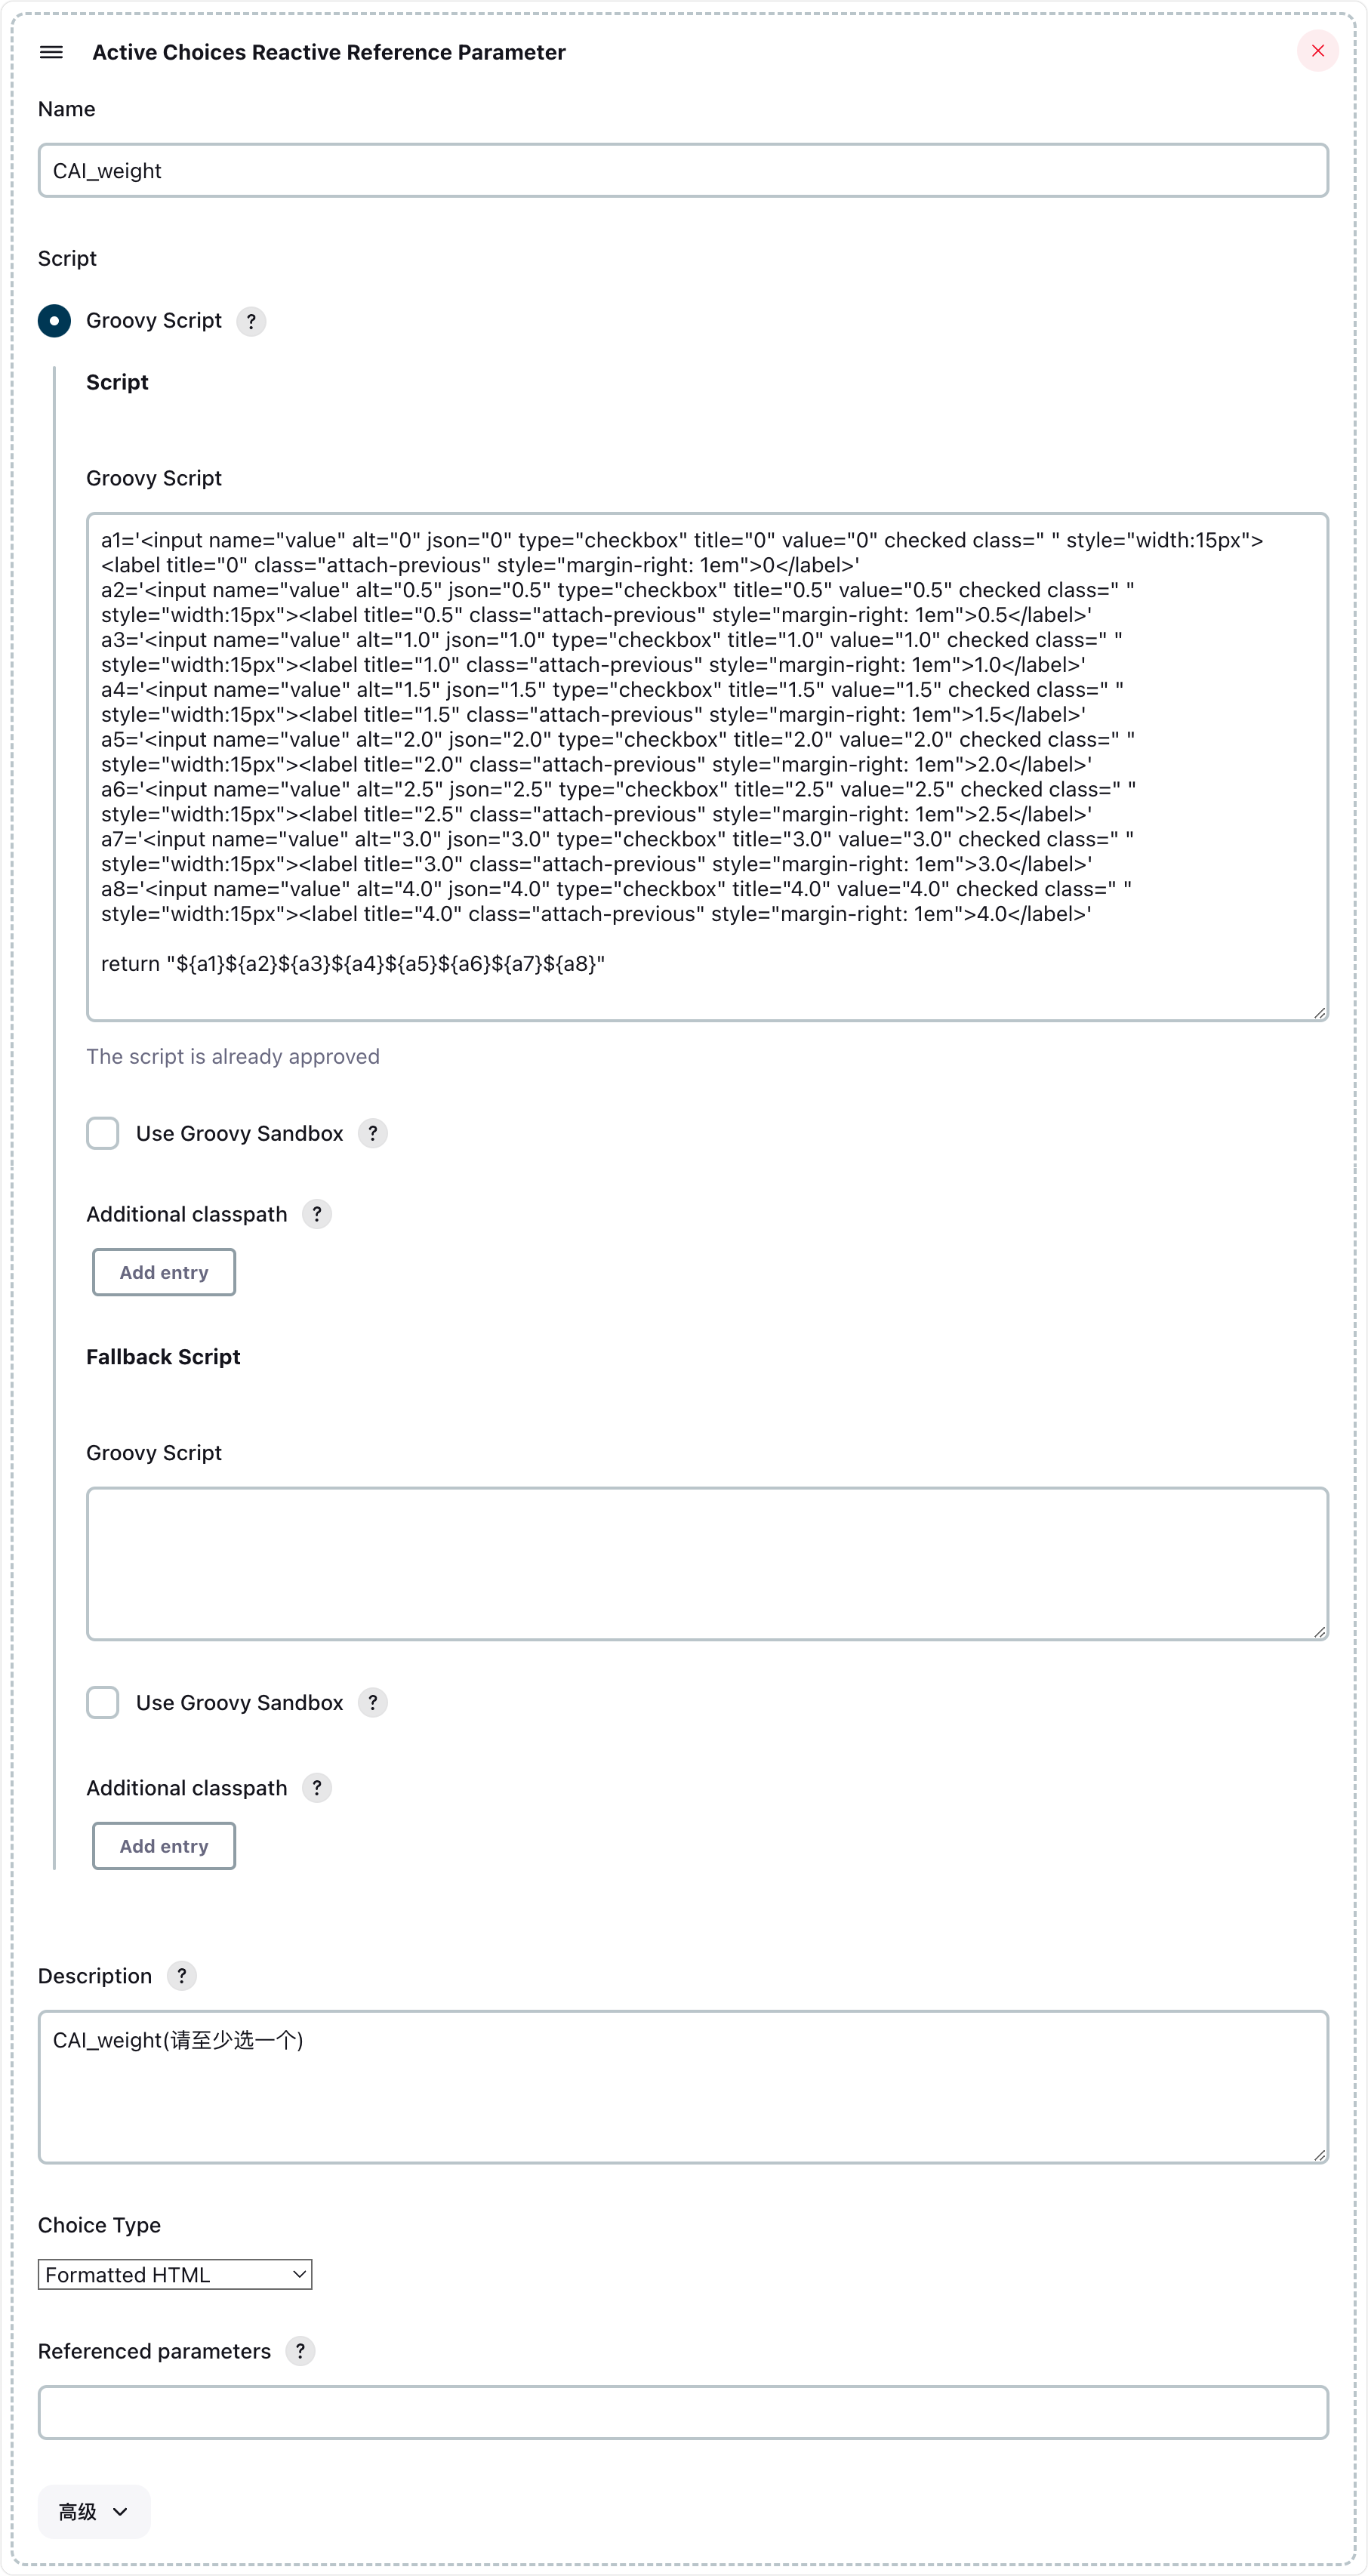 Active Choices Reactive Reference Parameter
Name
CAI_weight
Script
Groovy Script ?
Script
Groovy Script
a1='<input name="value" alt="0" json="0" type="checkbox" title="0" value="0" checked class=" " style="width:15px">
<label title="0" class="attach-previous" style="margin-right: 1em">0</label>'
a2='<input name="value" alt="0.5" json="0.5" type="checkbox" title="0.5" value="0.5" checked class=" "
style="width:15px"><label title="0.5" class="attach-previous" style="margin-right: 1em">0.5</label>'
a3='<input name="value" alt="1.0" json="1.0" type="checkbox" title="1.0" value="1.0" checked class=" "
style="width:15px"><label title="1.0" class="attach-previous" style="margin-right: 1em">1.0</label>'
a4='<input name="value" alt="1.5" json="1.5" type="checkbox" title="1.5" value="1.5" checked class=" "
style="width:15px"><label title="1.5" class="attach-previous" style="margin-right: 1em">1.5</label>'
a5='<input name="value" alt="2.0" json="2.0" type="checkbox" title="2.0" value="2.0" checked class=" "
style="width:15px"><label title="2.0" class="attach-previous" style="margin-right: 1em">2.0</label>'
a6='<input name="value" alt="2.5" json="2.5" type="checkbox" title="2.5" value="2.5" checked class=" "
style="width:15px"><label title="2.5" class="attach-previous" style="margin-right: 1em">2.5</label>'
a7='<input name="value" alt="3.0" json="3.0" type="checkbox" title="3.0" value="3.0" checked class=" "
style="width:15px"><label title="3.0" class="attach-previous" style="margin-right: 1em">3.0</label>'
a8='<input name="value" alt="4.0" json="4.0" type="checkbox" title="4.0" value="4.0" checked class=" "
style="width:15px"><label title="4.0" class="attach-previous" style="margin-right: 1em">4.0</label>'
return "${a1}${a2}${a3}${a4}${a5}${a6}${a7}${a8}"
The script is already approved
Use Groovy Sandbox ?
Additional classpath ?
Add entry
Fallback Script
Groovy Script
Use Groovy Sandbox ?
Additional classpath ?
Add entry
Description ?
CAI_weight(请至少选一个)
Choice Type
Formatted HTML
Referenced parameters ?
高级